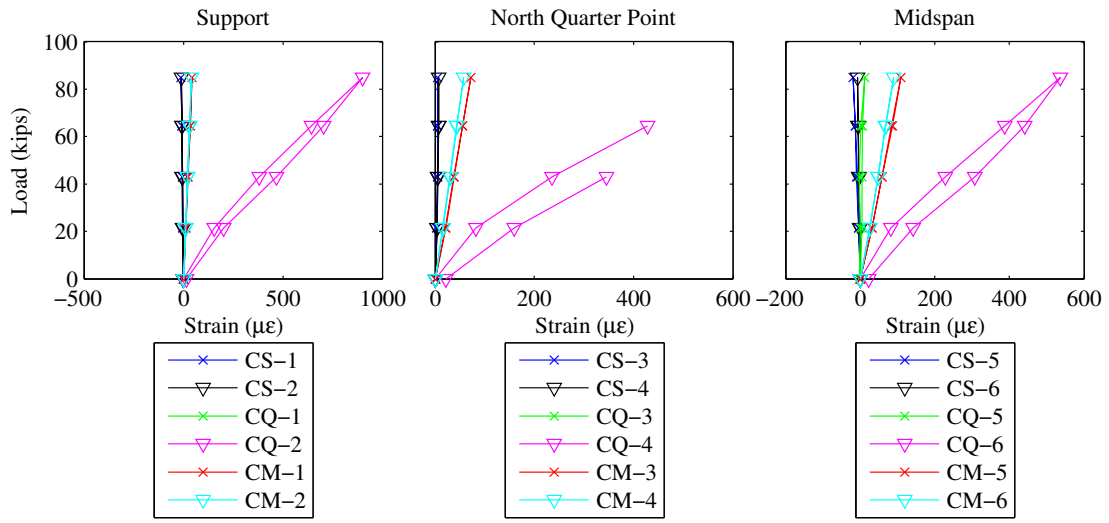 Support
North Quarter Point
Midspan
Load (kips)
100
80
60
40
20
0
−500 0 500 1000
0 200 400 600
−200 0 200 400 600
Strain (με)
Strain (με)
Strain (με)
CS−1
CS−2
CQ−1
CQ−2
CM−1
CM−2
CS−3
CS−4
CQ−3
CQ−4
CM−3
CM−4
CS−5
CS−6
CQ−5
CQ−6
CM−5
CM−6